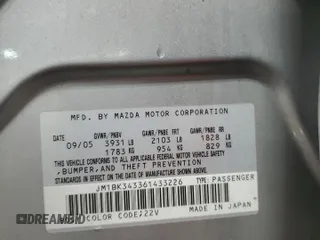 MFD. BY MAZDA MOTOR CORPORATION
GVWR/PNBV GAWR/PNBE FRT GAWR/PNBE RR
09/05 3931 LB 2103 LB 1828 LB
1783 KG 954 KG 829 KG
THIS VEHICLE CONFORMS TO ALL APPLICABLE FEDERAL MOTOR VEHICLE SAFETY
, BUMPER, AND THEFT PREVENTION
STANDARDS IN EFFECT ON THE DATE OF MANUFACTURE SHOWN ABOVE.
JM1BK343361433226 TYPE: PASSENGER
COLOR CODE/22V MADE IN JAPAN
DREAMBID